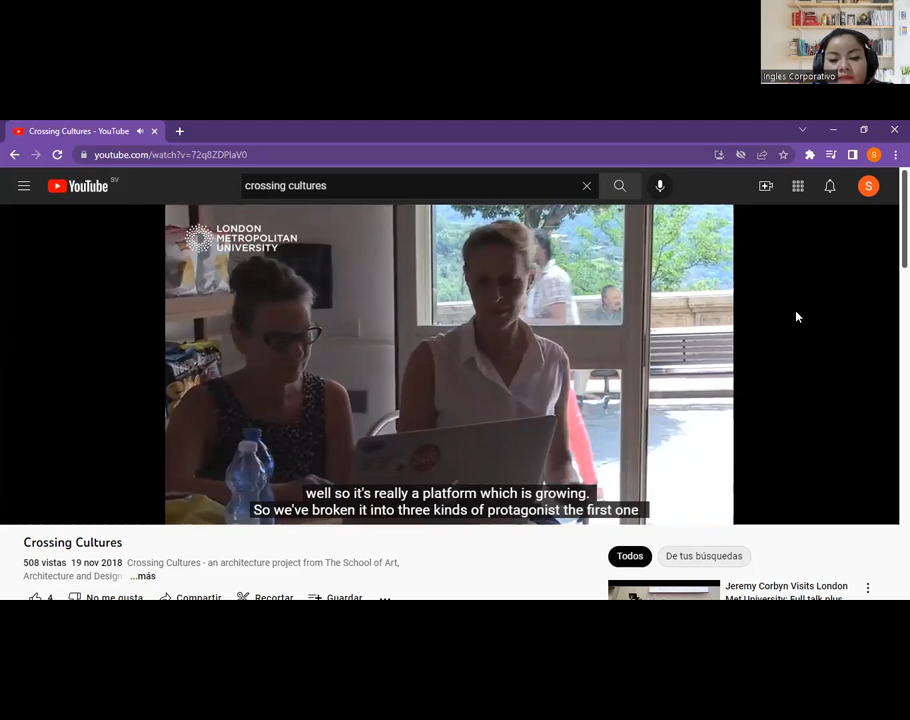 Ingles Corporativo
Crossing Cultures - YouTube
youtube.com/watch?v=72q8ZDPlaV0
S
YouTube SV
crossing cultures
S
LONDON
METROPOLITAN
UNIVERSITY
well so it's really a platform which is growing.
So we've broken it into three kinds of protagonist the first one
Crossing Cultures
508 vistas 19 nov 2018 Crossing Cultures - an architecture project from The School of Art,
Architecture and Design ...más
4 No me gusta Compartir Recortar Guardar ...
Todos
De tus búsquedas
Jeremy Corbyn Visits London
Met University: Full talk plus